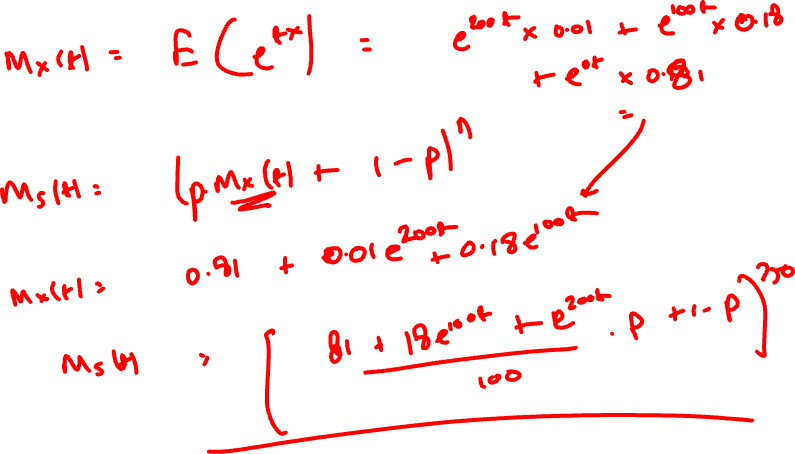 Mx(t) = E(e^{tx}) = e^{200t} × 0.01 + e^{100t} × 0.18
+ e^{0t} × 0.81
=
Ms(t) = (p Mx(t) + 1 - p)^n
Mx(t) = 0.81 + 0.01e^{200t} + 0.18e^{100t}
Ms(t) = [81 + 18e^{100t} + e^{200t} . p + 1 - p]
100